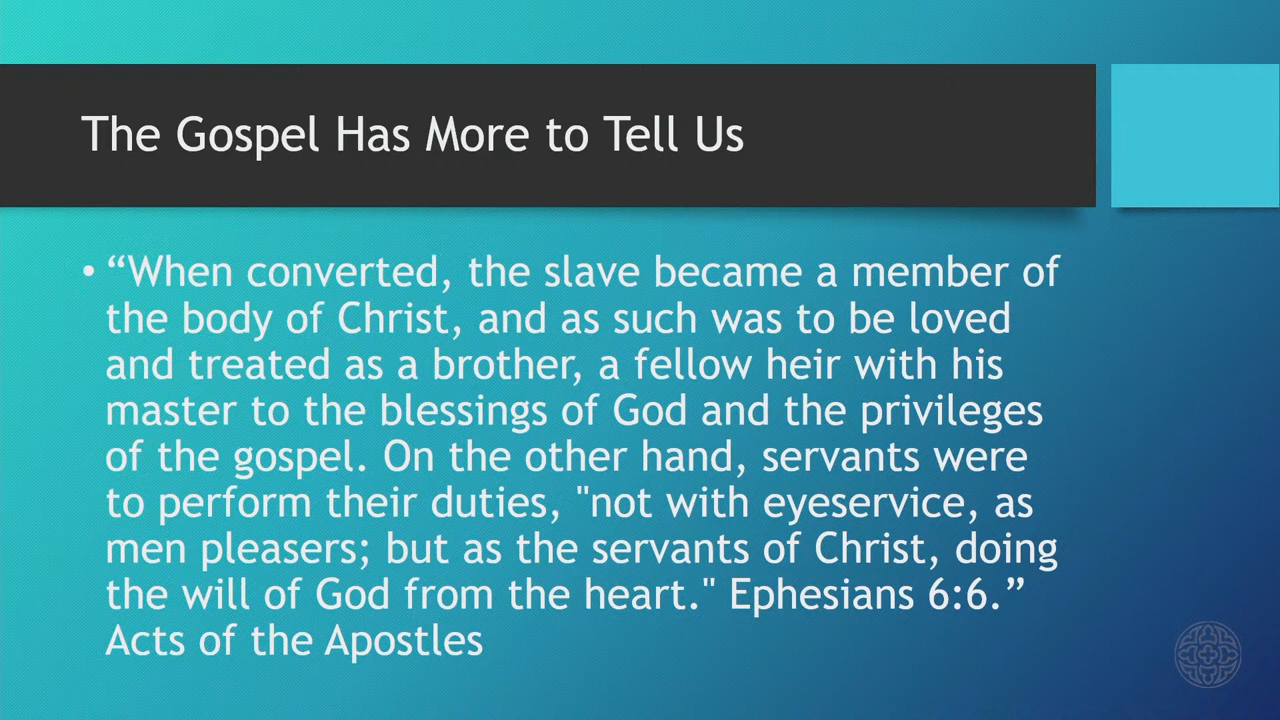 The Gospel Has More to Tell Us
• “When converted, the slave became a member of
the body of Christ, and as such was to be loved
and treated as a brother, a fellow heir with his
master to the blessings of God and the privileges
of the gospel. On the other hand, servants were
to perform their duties, "not with eyeservice, as
men pleasers; but as the servants of Christ, doing
the will of God from the heart." Ephesians 6:6.”
Acts of the Apostles